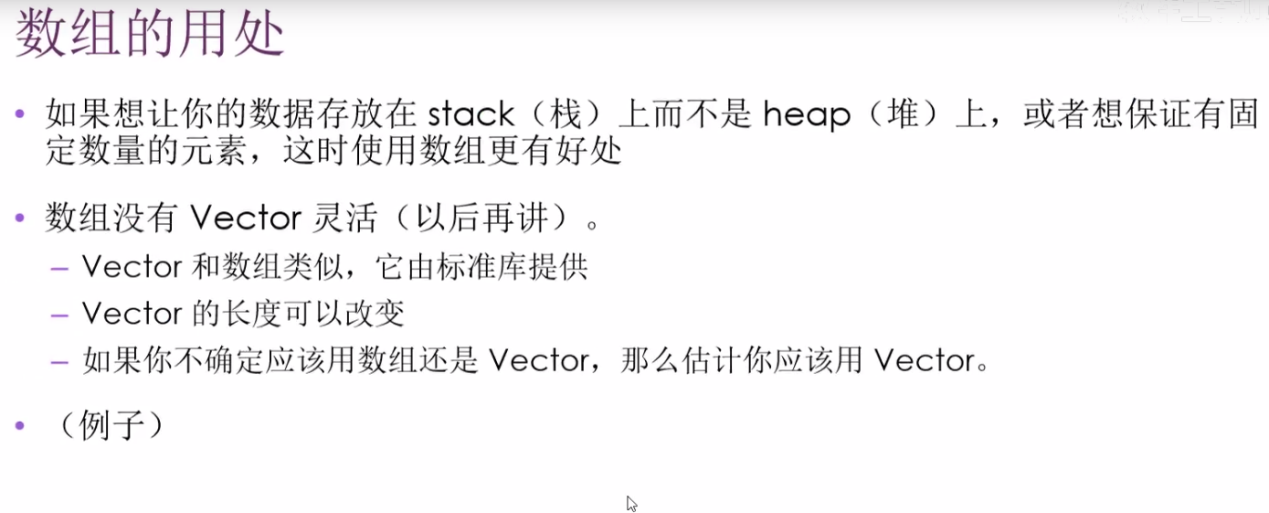 数组的用处
• 如果想让你的数据存放在 stack（栈）上而不是 heap（堆）上，或者想保证有固
定数量的元素，这时使用数组更有好处
• 数组没有 Vector 灵活（以后再讲）。
– Vector 和数组类似，它由标准库提供
– Vector 的长度可以改变
– 如果你不确定应该用数组还是 Vector，那么估计你应该用 Vector。
• （例子）